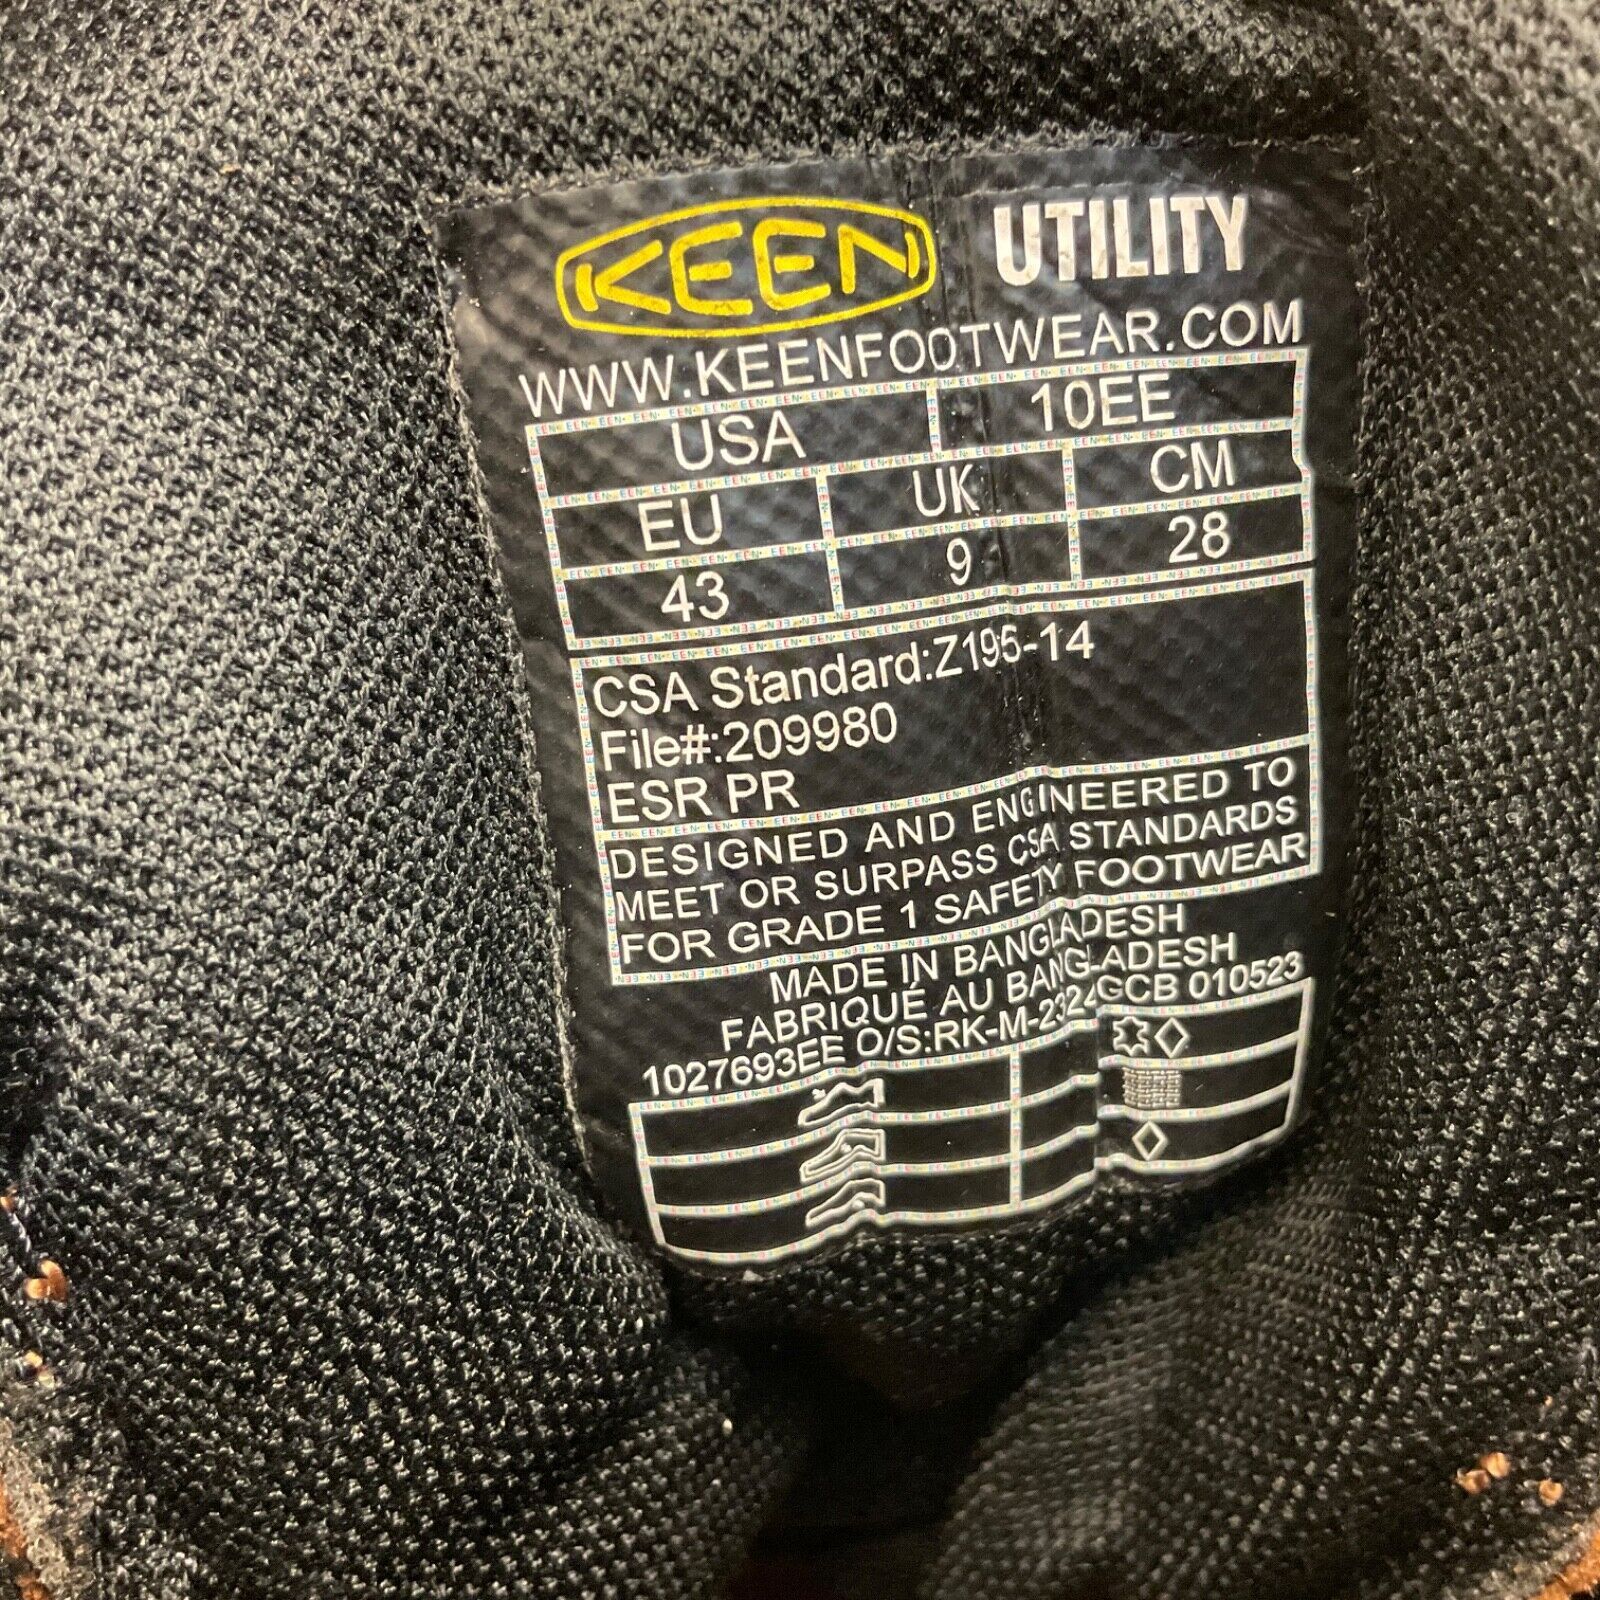 KEEN UTILITY
WWW.KEENFOOTWEAR.COM
USA 10EE
EU UK CM
43 9 28
CSA Standard:Z195-14
File#:209980
ESR PR
DESIGNED AND ENGINEERED TO
MEET OR SURPASS CSA STANDARDS
FOR GRADE 1 SAFETY FOOTWEAR
MADE IN BANGLADESH
FABRIQUÉ AU BANGLADESH
1027693EE O/S:RK-M-2324GCB 010523